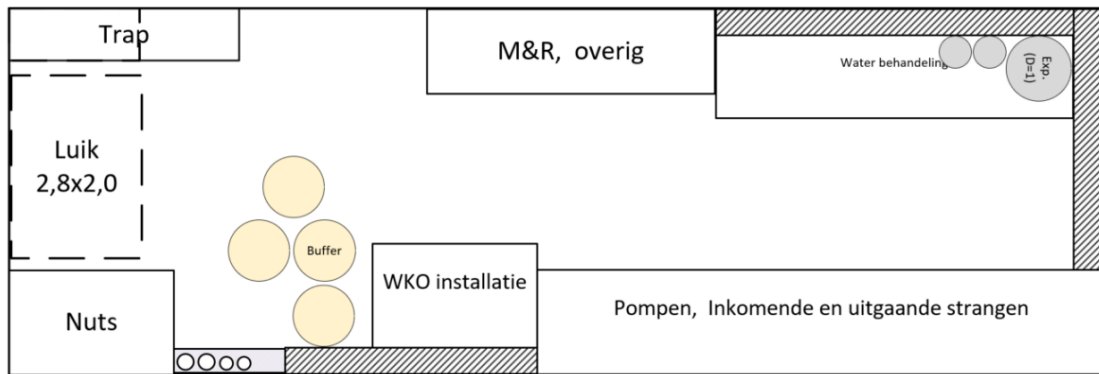 Trap
M&R, overig
Water behandeling
Exp.
(D=1)
Luik
2,8x2,0
Buffer
WKO installatie
Nuts
Pompen, Inkomende en uitgaande strangen